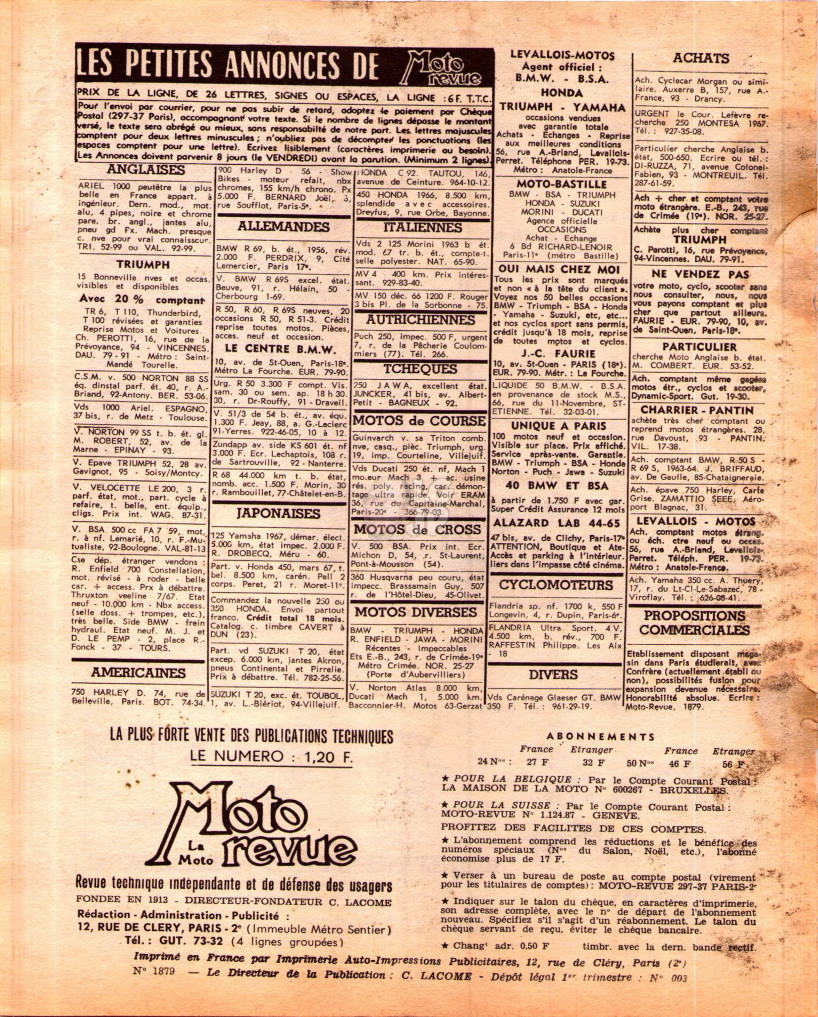 LES PETITES ANNONCES DE Moto revue
PRIX DE LA LIGNE, DE 26 LETTRES, SIGNES OU ESPACES, LA LIGNE : 6 F. T.T.C.
Pour l'envoi par courrier, pour ne pas subir de retard, adoptez le paiement par Chèque
Postal (297-37 Paris), accompagnant votre texte. Si le nombre de lignes dépasse le montant
versé, le texte sera abrégé au mieux, sans responsabilité de notre part. Les lettres majuscules
comptent pour deux lettres minuscules ; n'oubliez pas de décompter les ponctuations (les
espaces comptent pour une lettre). Ecrivez lisiblement (caractères imprimerie au besoin).
Les Annonces doivent parvenir 8 jours (le VENDREDI) avant la parution. (Minimum 2 lignes).
ANGLAISES
ARIEL 1000 peutêtre la plus
belle en France appart. à
ingénieur. Dern. mod., mot.
alu, 4 pipes, noire et chrome
pare. br. angl., jantes alu,
pneu gd Fx. Mach. presque
c. nve pour vrai connaisscur.
TRI. 52-99 ou VAL. 92-99.
TRIUMPH
15 Bonneville nves et occas.
visibles et disponibles
Avec 20 % comptant
TR 6, T 110, Thunderbird,
T 100 révisées et garanties
Reprise Motos et Voitures.
Ch. PEROTTI, 16, rue de la
Prévoyance, 94 - VINCENNES.
DAU. 79-91 - Métro : Saint-
Mandé Tourelle.
C.S.M. v. 500 NORTON 88 SS
éq. dinstal parf. ét. 40, r. A.-
Briand, 92-Antony. BER. 53-06.
Vds 1000 Ariel. ESPAGNO,
37 bis, r. de Metz - Toulouse.
V. NORTON 99 SS t. b. ét. gl.
M. ROBERT, 52, av. de la
Marne - EPINAY - 93.
V. Epave TRIUMPH 52, 28 av.
Gavignot, 95 - Soisy/Montcy.
V. VELOCETTE LE 200, 3 r.
parf. état, mot., part. cycle
refaire, t. belle, ent. équip.,
cligs. Prix int. WAG. 87-31.
V. BSA 500 cc FA 7 59, mot.
r. à nf. Lemarié, 10, r. F.-Mu-
tualiste, 92-Boulogne. VAL-81-13
Cse dép. étranger vendons :
R. Enfield 700 Constellation,
mot. révisé - à roder - belle
car. + access. Prx à débattre.
Thruxton veeline 7/67. Etat
neuf - 10.000 km - Nbx access.
(selle doss. + trompes, etc.),
très belle. Side BMW - frein
hydraul. Etat neuf. M. J. et
D. LE PEMP - 2, place R.-
Fonck - 37 - TOURS.
AMERICAINES
750 HARLEY D. 74, rue de
Belleville, Paris. BOT. 74-34.
900 Harley D - 56 - Show
Bikes - moteur refait, nbx
chromes, 155 km/h chrono. Px
5.000 F. BERNARD Joël, 3,
rue Soufflot, Paris-5e.
ALLEMANDES
BMW R 69, b. ét., 1956, rév.
2.000 F. PERDRIX, 9, Cité
Lemercier, Paris 17e.
V. BMW R 69S excel. état.
Beuve, 91, r. Hélain, 50 -
Cherbourg 1-69.
R 50, R 60, R 69S neuves, 20
occasions R 50, R 51-3. Crédit
reprise toutes motos. Pièces,
acces. neuf et occasion.
LE CENTRE B.M.W.
10, av. de St-Ouen, Paris-18e.
Métro La Fourche. EUR. 79-90.
Urg. R 50 3.300 F compt. Vis.
sam. 30 ou sem. ap. 18 h 30.
30, r. Dr-Rouffy, 91 - Draveil.
V. 51/3 de 54 b. ét., av. équ.
1.300 F. Jeay, 88, a. G-Leclerc
91-Yerres. 922-46-05, 10 à 12.
Zundapp av. side KS 601 ét. nf
3.000 F. Ecr. Lechaptois, 108 r.
de Sartrouville, 92 - Nanterre.
R 68 44.000 km t. b. état,
nomb. acc. 1.500 F. Morin, 30
r. Rambouillet, 77-Châtelet-en-B.
JAPONAISES
125 Yamaha 1967, démar. élect.
5.000 km, état impec. 2.000 F.
R. DROBECQ, Méru - 60.
Part. v. Honda 450, mars 67, t.
bel. 8.500 km, carén. Pell 2
corps. Peret, 21 r. Moret-11e.
Commandez la nouvelle 250 ou
350 HONDA. Envoi partout
franco. Crédit total 18 mois.
Catalog. c. timbre CAVERT à
DUN (23).
Part. vd SUZUKI T 20, état
excep. 6.000 km, jantes Akron,
pneus Continental et Pirrelie.
Prix à débattre. Tél. 782-25-56.
SUZUKI T 20, exc. ét. TOUBOL,
1, av. L.-Blériot, 94-Villejuif.
HONDA C 92. TAUTOU, 146,
avenue de Ceinture. 964-10-12.
450 HONDA 1966, 8.500 km,
splendide avec accessoires.
Dreyfus, 9, rue Orbe, Bayonne.
ITALIENNES
Vds 2 125 Morini 1963 b ét.
mod. 67 tr. b. ét., compte-t.
selle polyester. NAT. 65-90.
MV 4 400 km. Prix intéres-
sant. 929-83-40.
MV 150 déc. 66 1200 F. Rouger
3 bis Pl. de la Sorbonne - 75.
AUTRICHIENNES
Puch 250, impec. 500 F, urgent
7, r. de la Pêcherie Coulom-
miers (77). Tél. 266.
TCHEQUES
250 JAWA, excellent état.
JUNCKER, 41 bis, av. Albert-
Petit - BAGNEUX - 92.
MOTOS de COURSE
Guinvarch v. sa Triton comb.
nve, casq., pièc. Triumph, urg.
19, imp. Courteline, Villejuif.
Vds Ducati 250 ét. nf, Mach 1
moteur Mach 3 + ac. usine
rés. poly. racing, car. démon-
tage ultra rapide. Voir ERAM
36, rue du Capitaine-Marchal,
Paris-20e - 366-79-03.
MOTOS de CROSS
V. 500 BSA. Prix int. Ecr.
Michon D, 54, r. St-Laurent,
Pont-à-Mousson (54).
360 Husqvarna peu couru, état
impecc. Brassamain Guy, 507
r. de l'Hôtel-Dieu, 45-Olivet.
MOTOS DIVERSES
BMW - TRIUMPH - HONDA
R. ENFIELD - JAWA - MORINI
Récentes - Impeccables
Ets E.-B., 243, r. de Crimée-19e
Métro Crimée. NOR. 25-27
(Porte d'Aubervilliers)
V. Norton Atlas 8.000 km,
Ducati Mach 1, 5.000 km.
Bacconnier-H. Motos 63-Gerzat
LEVALLOIS-MOTOS
Agent officiel :
B.M.W. - B.S.A.
HONDA
TRIUMPH - YAMAHA
occasions vendues
avec garantie totale
Achats - Echanges - Reprise
aux meilleures conditions
56, rue A.-Briand, Levallois-
Perret. Téléphone PER. 19-73.
Métro : Anatole-France
MOTO-BASTILLE
BMW - BSA - TRIUMPH
HONDA - SUZUKI
MORINI - DUCATI
Agence officielle
OCCASIONS
Achat - Echange
6 Bd RICHARD-LENOIR
Paris-11e (métro Bastille)
OUI MAIS CHEZ MOI
Tous les prix sont marqués
et non « à la tête du client ».
Voyez nos 50 belles occasions
BMW - Triumph - BSA - Honda
- Yamaha - Suzuki, etc, etc...
et nos cyclos sport sans permis,
crédit jusqu'à 18 mois, reprise
de toutes motos et cyclos.
J.-C. FAURIE
10, av. St-Ouen - PARIS (18e).
EUR. 79-90. Métr. : La Fourche.
LIQUIDE 50 B.M.W. - B.S.A.
en provenance de stock M.S.,
66, rue du 11-Novembre, ST-
ETIENNE. Tél. 32-03-01.
UNIQUE A PARIS
100 motos neuf et occasion.
Visible sur place. Prix affiché.
Service après-vente. Garantie.
BMW - Triumph - BSA - Honda
Norton - Puch - Jawa - Suzuki
40 BMW ET BSA
à partir de 1.750 F avec gar.
Super Crédit Assurance 12 mois
ALAZARD LAB 44-65
47 bis, av. de Clichy, Paris-17e
ATTENTION, Boutique et Ate-
Accès et parking à l'intérieur.
liers dans l'impasse côté cinéma.
CYCLOMOTEURS
Flandria sp. nf. 1700 k, 550 F
Longevin, 4, r. Dupin, Paris-6e.
FLANDRIA Ultra. Sport. 4 V.
4.500 km, b. rév., 700 F.
RAFFESTIN Philippe. Les Aix
- 18
DIVERS
Vds Carénage Glaeser GT. BMW
350 F. Tél. : 961-29-19.
ACHATS
Ach. Cyclecar Morgan ou simi-
laire. Auxerre B, 157, rue A.-
France, 93 - Drancy.
URGENT le Cour. Lefèvre re-
cherche 250 MONTESA 1967.
Tél. : 927-35-08.
Particulier cherche Anglaise b.
état, 500-650. Ecrire ou tél. :
DI-RUZZA, 71, avenue Colonel-
Fabien, 93 - MONTREUIL. Tél.
287-61-59.
Ach + cher et comptant votre
moto étrangère. E.-B., 243, rue
de Crimée (19e). NOR. 25-27.
Achète plus cher comptant
TRIUMPH
C. Parotti, 16, rue Prévoyance,
94-Vincennes. DAU. 79-91.
NE VENDEZ PAS
votre moto, cyclo, scooter sans
nous consulter, nous, nous
vous payons comptant et plus
cher que partout ailleurs.
FAURIE - EUR. 79-90, 10, av.
de Saint-Ouen, Paris-18e.
PARTICULIER
cherche Moto Anglaise b. état.
M. COMBERT. EUR. 53-52.
Ach. comptant même gagées
motos étr., cyclos et scooter,
Dynamic-Sport. Gut. 19-30.
CHARRIER - PANTIN
achète très cher comptant ou
reprend motos étrangères. 28,
rue Davoust, 93 - PANTIN.
VIL. 17-38.
Ach. comptant BMW, R-50 S -
R 69 S, 1963-64. J. BRIFFAUD,
av. De Gaulle, 85-Chataigneraie.
Ach. épave 750 Harley, Carte
Grise. ZAMATTIO SEEE, Aéro-
port Blagnac, 31.
LEVALLOIS - MOTOS
Ach. comptant motos étrang.
ou éch. ctre neuf ou occas.
56, rue A.-Briand, Levallois-
Perret. Téléph. PER. 19-73.
Métro : Anatole-France.
Ach. Yamaha 350 cc. A. Thuery,
17, r. du Lt-Cl-Le-Sabazec, 78 -
Viroflay. Tél. : 626-08-41.
PROPOSITIONS
COMMERCIALES
Etablissement disposant maga-
sin dans Paris étudierait, avec
Confrère (actuellement établi ou
non), possibilités fusion pour
expansion devenue nécessaire.
Honorabilité absolue. Ecrire :
Moto-Revue, 1879.
LA PLUS FORTE VENTE DES PUBLICATIONS TECHNIQUES
LE NUMERO : 1,20 F.
La Moto
Moto revue
Revue technique indépendante et de défense des usagers
FONDEE EN 1913 - DIRECTEUR-FONDATEUR C. LACOME
Rédaction - Administration - Publicité :
12, RUE DE CLERY, PARIS - 2e (Immeuble Métro Sentier)
Tél. : GUT. 73-32 (4 lignes groupées)
ABONNEMENTS
France Etranger France Etranger
24 Nos : 27 F 32 F 50 Nos 46 F 56 F
★ POUR LA BELGIQUE : Par le Compte Courant Postal :
LA MAISON DE LA MOTO N° 600267 - BRUXELLES.
★ POUR LA SUISSE : Par le Compte Courant Postal :
MOTO-REVUE N° 1.124.87 - GENEVE.
PROFITEZ DES FACILITES DE CES COMPTES.
★ L'abonnement comprend les réductions et le bénéfice des
numéros spéciaux (Nos du Salon, Noël, etc.), l'abonné
économise plus de 17 F.
★ Verser à un bureau de poste au compte postal (virement
pour les titulaires de comptes) : MOTO-REVUE 297-37 PARIS-2e
★ Indiquer sur le talon du chèque, en caractères d'imprimerie,
son adresse complète, avec le n° de départ de l'abonnement
nouveau. Spécifiez s'il s'agit d'un réabonnement. Le talon du
chèque servant de reçu, éviter le chèque bancaire.
★ Changt adr. 0,50 F timbr. avec la dern. bande rectif.
Imprimé en France par Imprimerie Auto-Impressions Publicitaires, 12, rue de Cléry, Paris (2e)
N° 1879 — Le Directeur de la Publication : C. LACOME - Dépôt légal 1er trimestre : N° 003